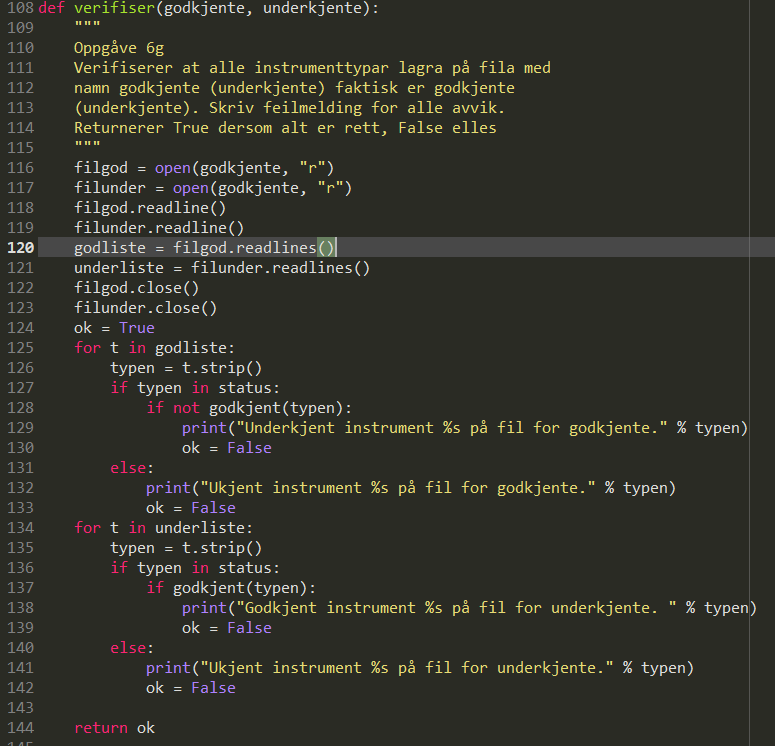 108 def verifiser(godkjente, underkjente):
109     """
110     Oppgåve 6g
111     Verifiserer at alle instrumenttypar lagra på fila med
112     namn godkjente (underkjente) faktisk er godkjente
113     (underkjente). Skriv feilmelding for alle avvik.
114     Returnerer True dersom alt er rett, False elles
115     """
116     filgod = open(godkjente, "r")
117     filunder = open(godkjente, "r")
118     filgod.readline()
119     filunder.readline()
120     godliste = filgod.readlines()
121     underliste = filunder.readlines()
122     filgod.close()
123     filunder.close()
124     ok = True
125     for t in godliste:
126         typen = t.strip()
127         if typen in status:
128             if not godkjent(typen):
129                 print("Underkjent instrument %s på fil for godkjente." % typen)
130                 ok = False
131         else:
132             print("Ukjent instrument %s på fil for godkjente." % typen)
133             ok = False
134     for t in underliste:
135         typen = t.strip()
136         if typen in status:
137             if godkjent(typen):
138                 print("Godkjent instrument %s på fil for underkjente. " % typen)
139                 ok = False
140         else:
141             print("Ukjent instrument %s på fil for underkjente." % typen)
142             ok = False
143
144     return ok
145